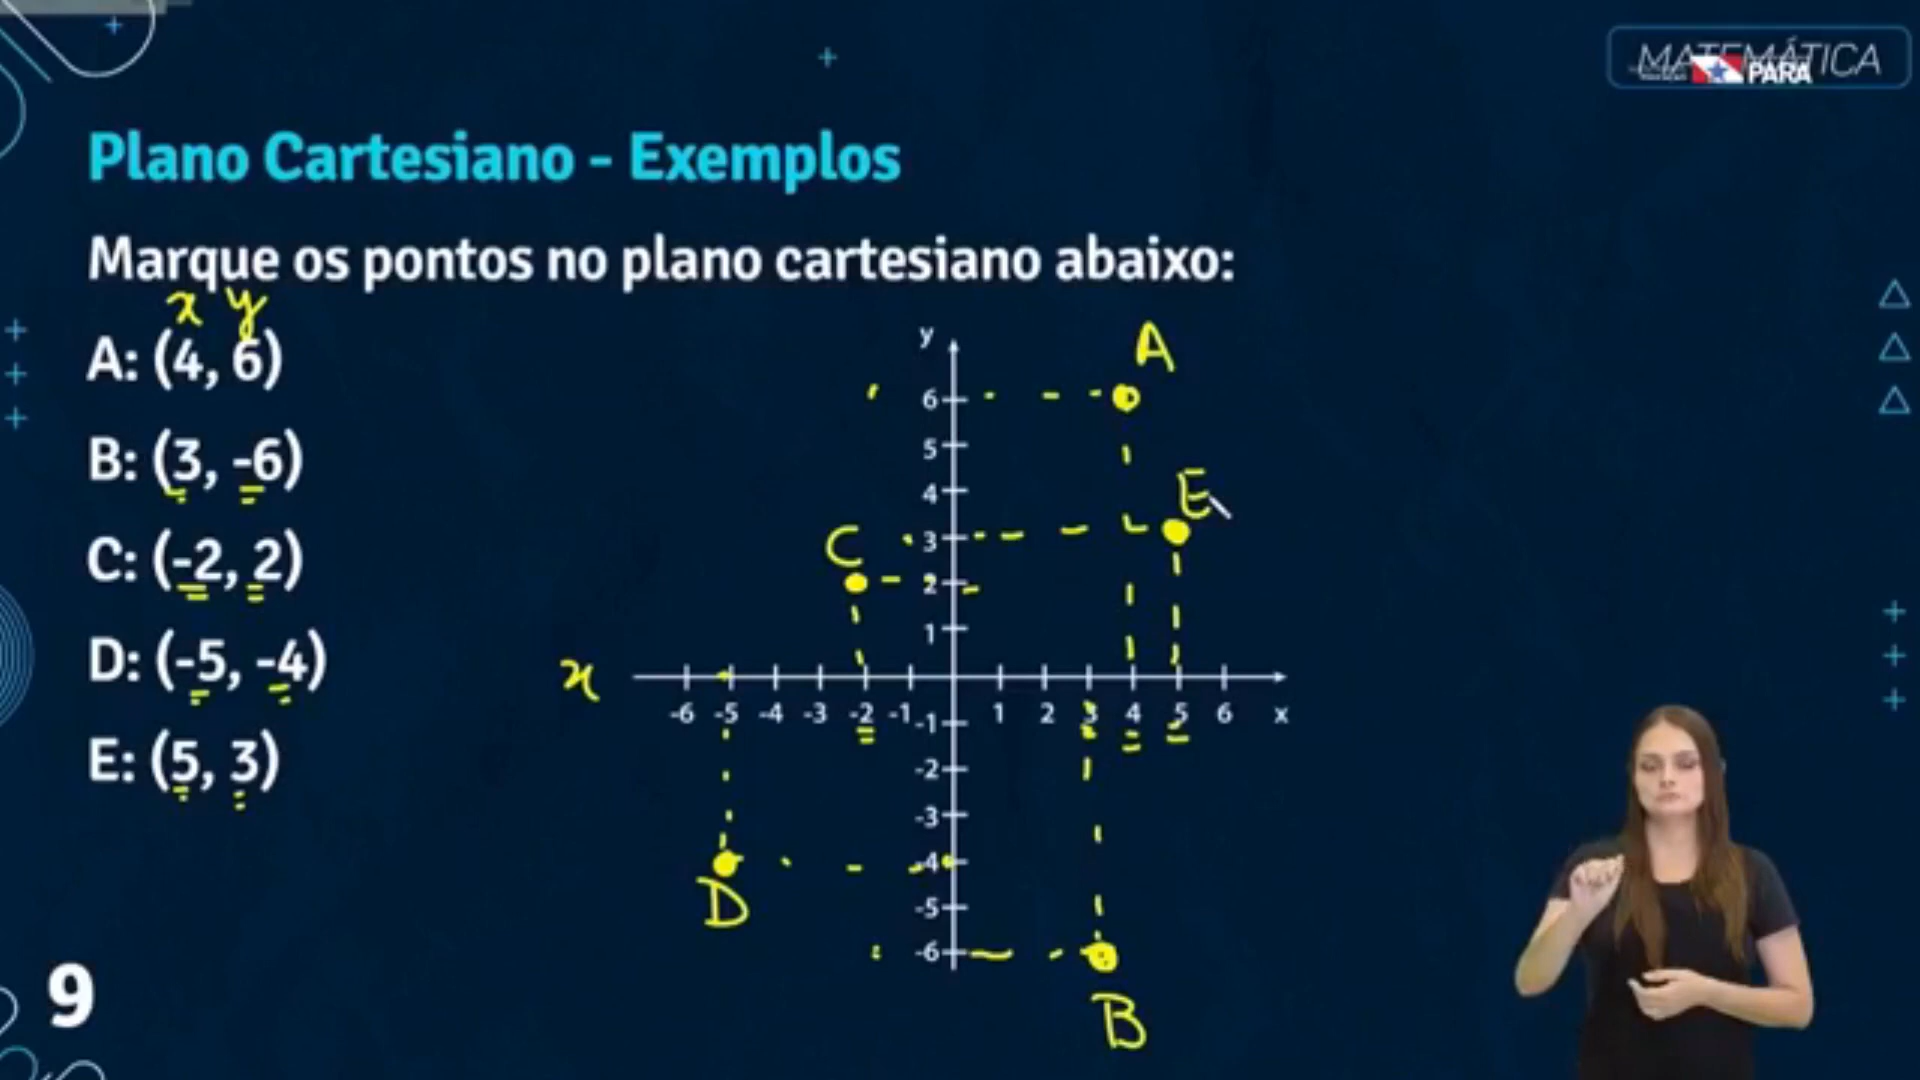 MATEMÁTICA
PARÁ
Plano Cartesiano - Exemplos
Marque os pontos no plano cartesiano abaixo:
x y
A: (4, 6)
B: (3, -6)
C: (-2, 2)
D: (-5, -4)
E: (5, 3)
y
A
6
5
E
4
C
3
2
1
x
-6 -5 -4 -3 -2 -1 1 2 3 4 5 6 x
-1
-2
-3
-4
D
-5
-6
B
9